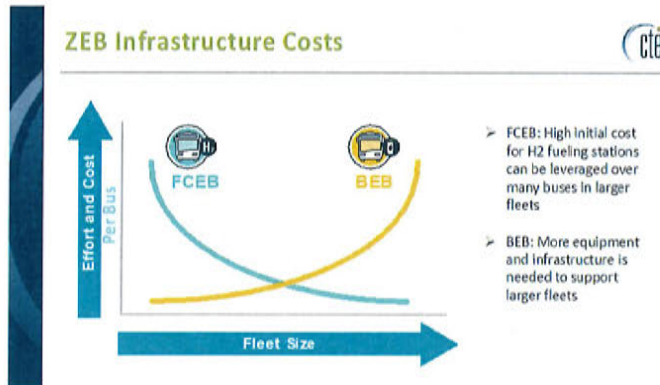 ZEB Infrastructure Costs
cte
Effort and Cost
Per Bus
H₂
FCEB
BEB
Fleet Size
➤ FCEB: High initial cost
for H2 fueling stations
can be leveraged over
many buses in larger
fleets
➤ BEB: More equipment
and infrastructure is
needed to support
larger fleets